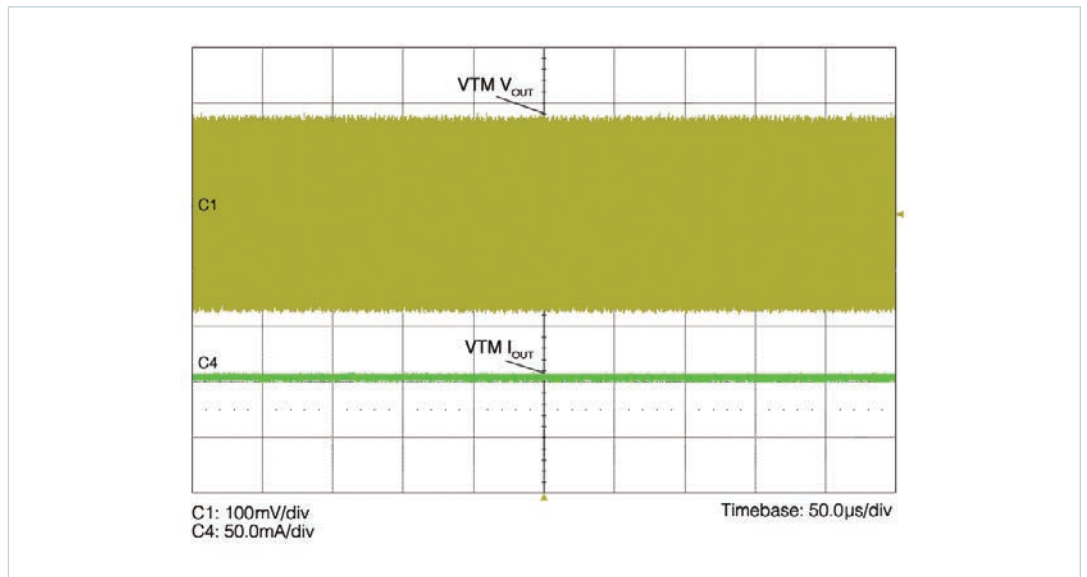 VTM VOUT
C1
VTM IOUT
C4
C1: 100mV/div
C4: 50.0mA/div
Timebase: 50.0µs/div